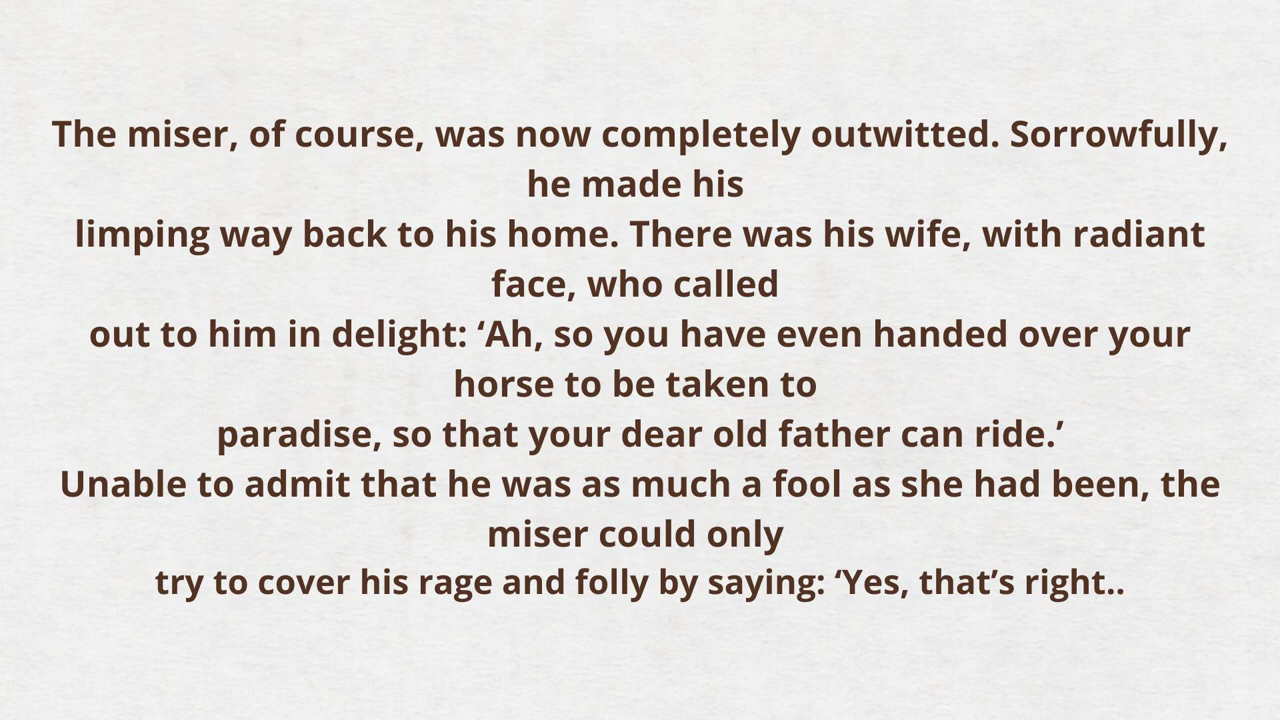 The miser, of course, was now completely outwitted. Sorrowfully,
he made his
limping way back to his home. There was his wife, with radiant
face, who called
out to him in delight: ‘Ah, so you have even handed over your
horse to be taken to
paradise, so that your dear old father can ride.’
Unable to admit that he was as much a fool as she had been, the
miser could only
try to cover his rage and folly by saying: ‘Yes, that’s right..